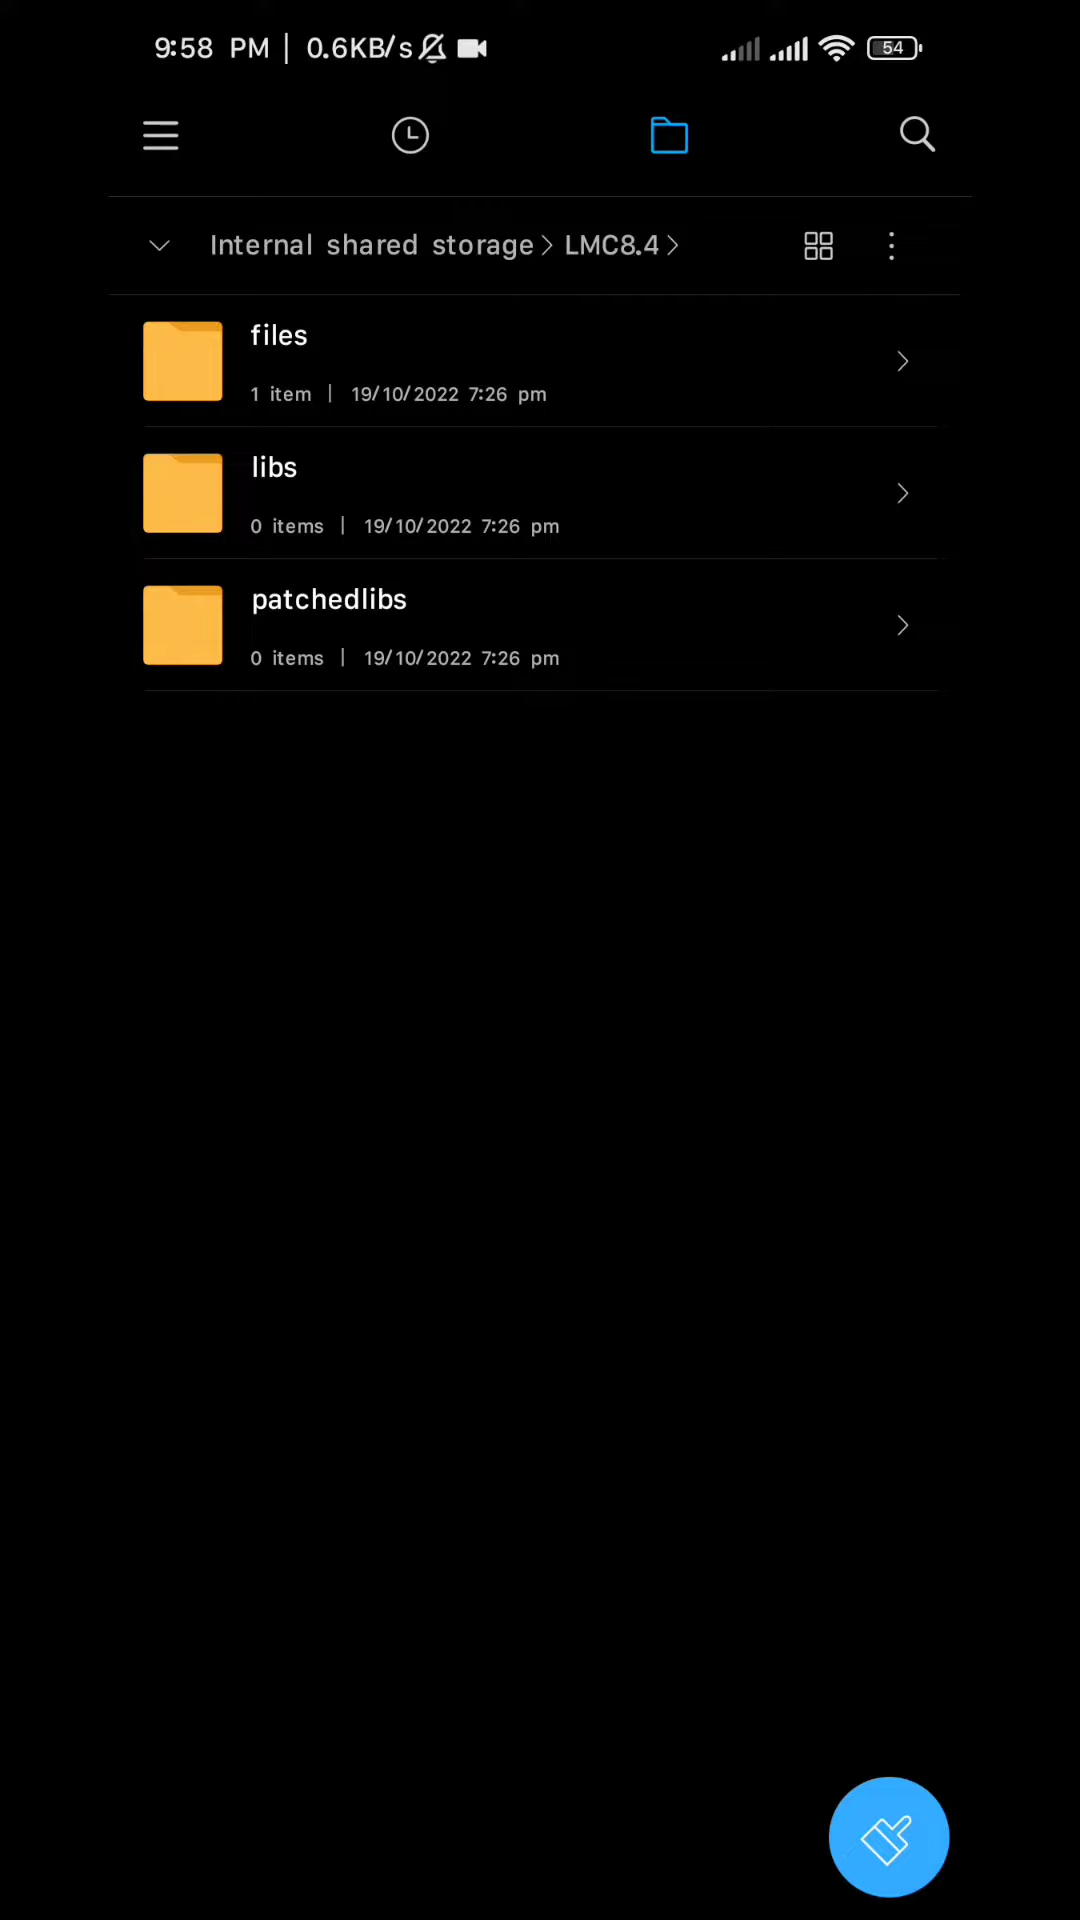 9:58 PM | 0.6KB/s 54
Internal shared storage > LMC8.4 >
files
1 item | 19/10/2022 7:26 pm
libs
0 items | 19/10/2022 7:26 pm
patchedlibs
0 items | 19/10/2022 7:26 pm